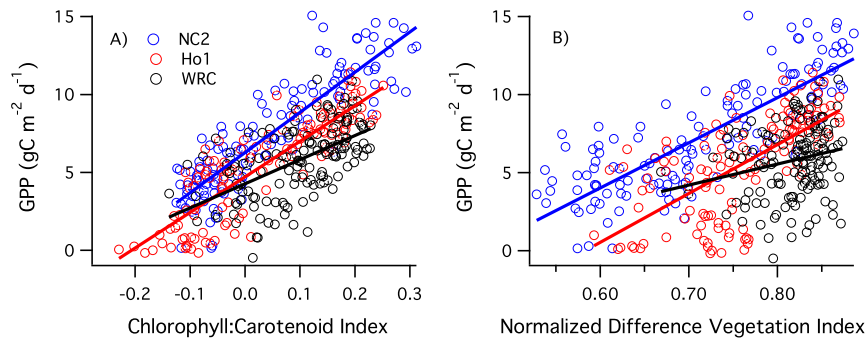 A)
NC2
Ho1
WRC
GPP (gC m-2 d-1)
15
10
5
0
-0.2 -0.1 0.0 0.1 0.2 0.3
Chlorophyll:Carotenoid Index
B)
GPP (gC m-2 d-1)
15
10
5
0
0.60 0.70 0.80
Normalized Difference Vegetation Index